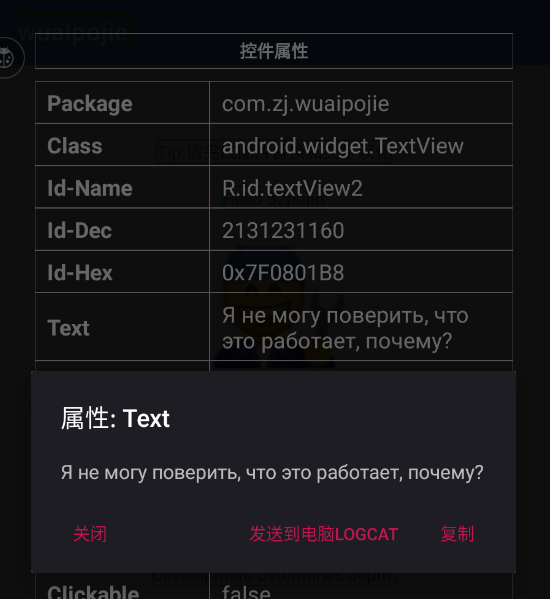 wuaipojie
控件属性
Package com.zj.wuaipojie
Class android.widget.TextView
Id-Name R.id.textView2
Id-Dec 2131231160
Id-Hex 0x7F0801B8
Text Я не могу поверить, что
это работает, почему?
属性: Text
Я не могу поверить, что это работает, почему?
关闭 发送到电脑LOGCAT 复制
development determines depth
Clickable false